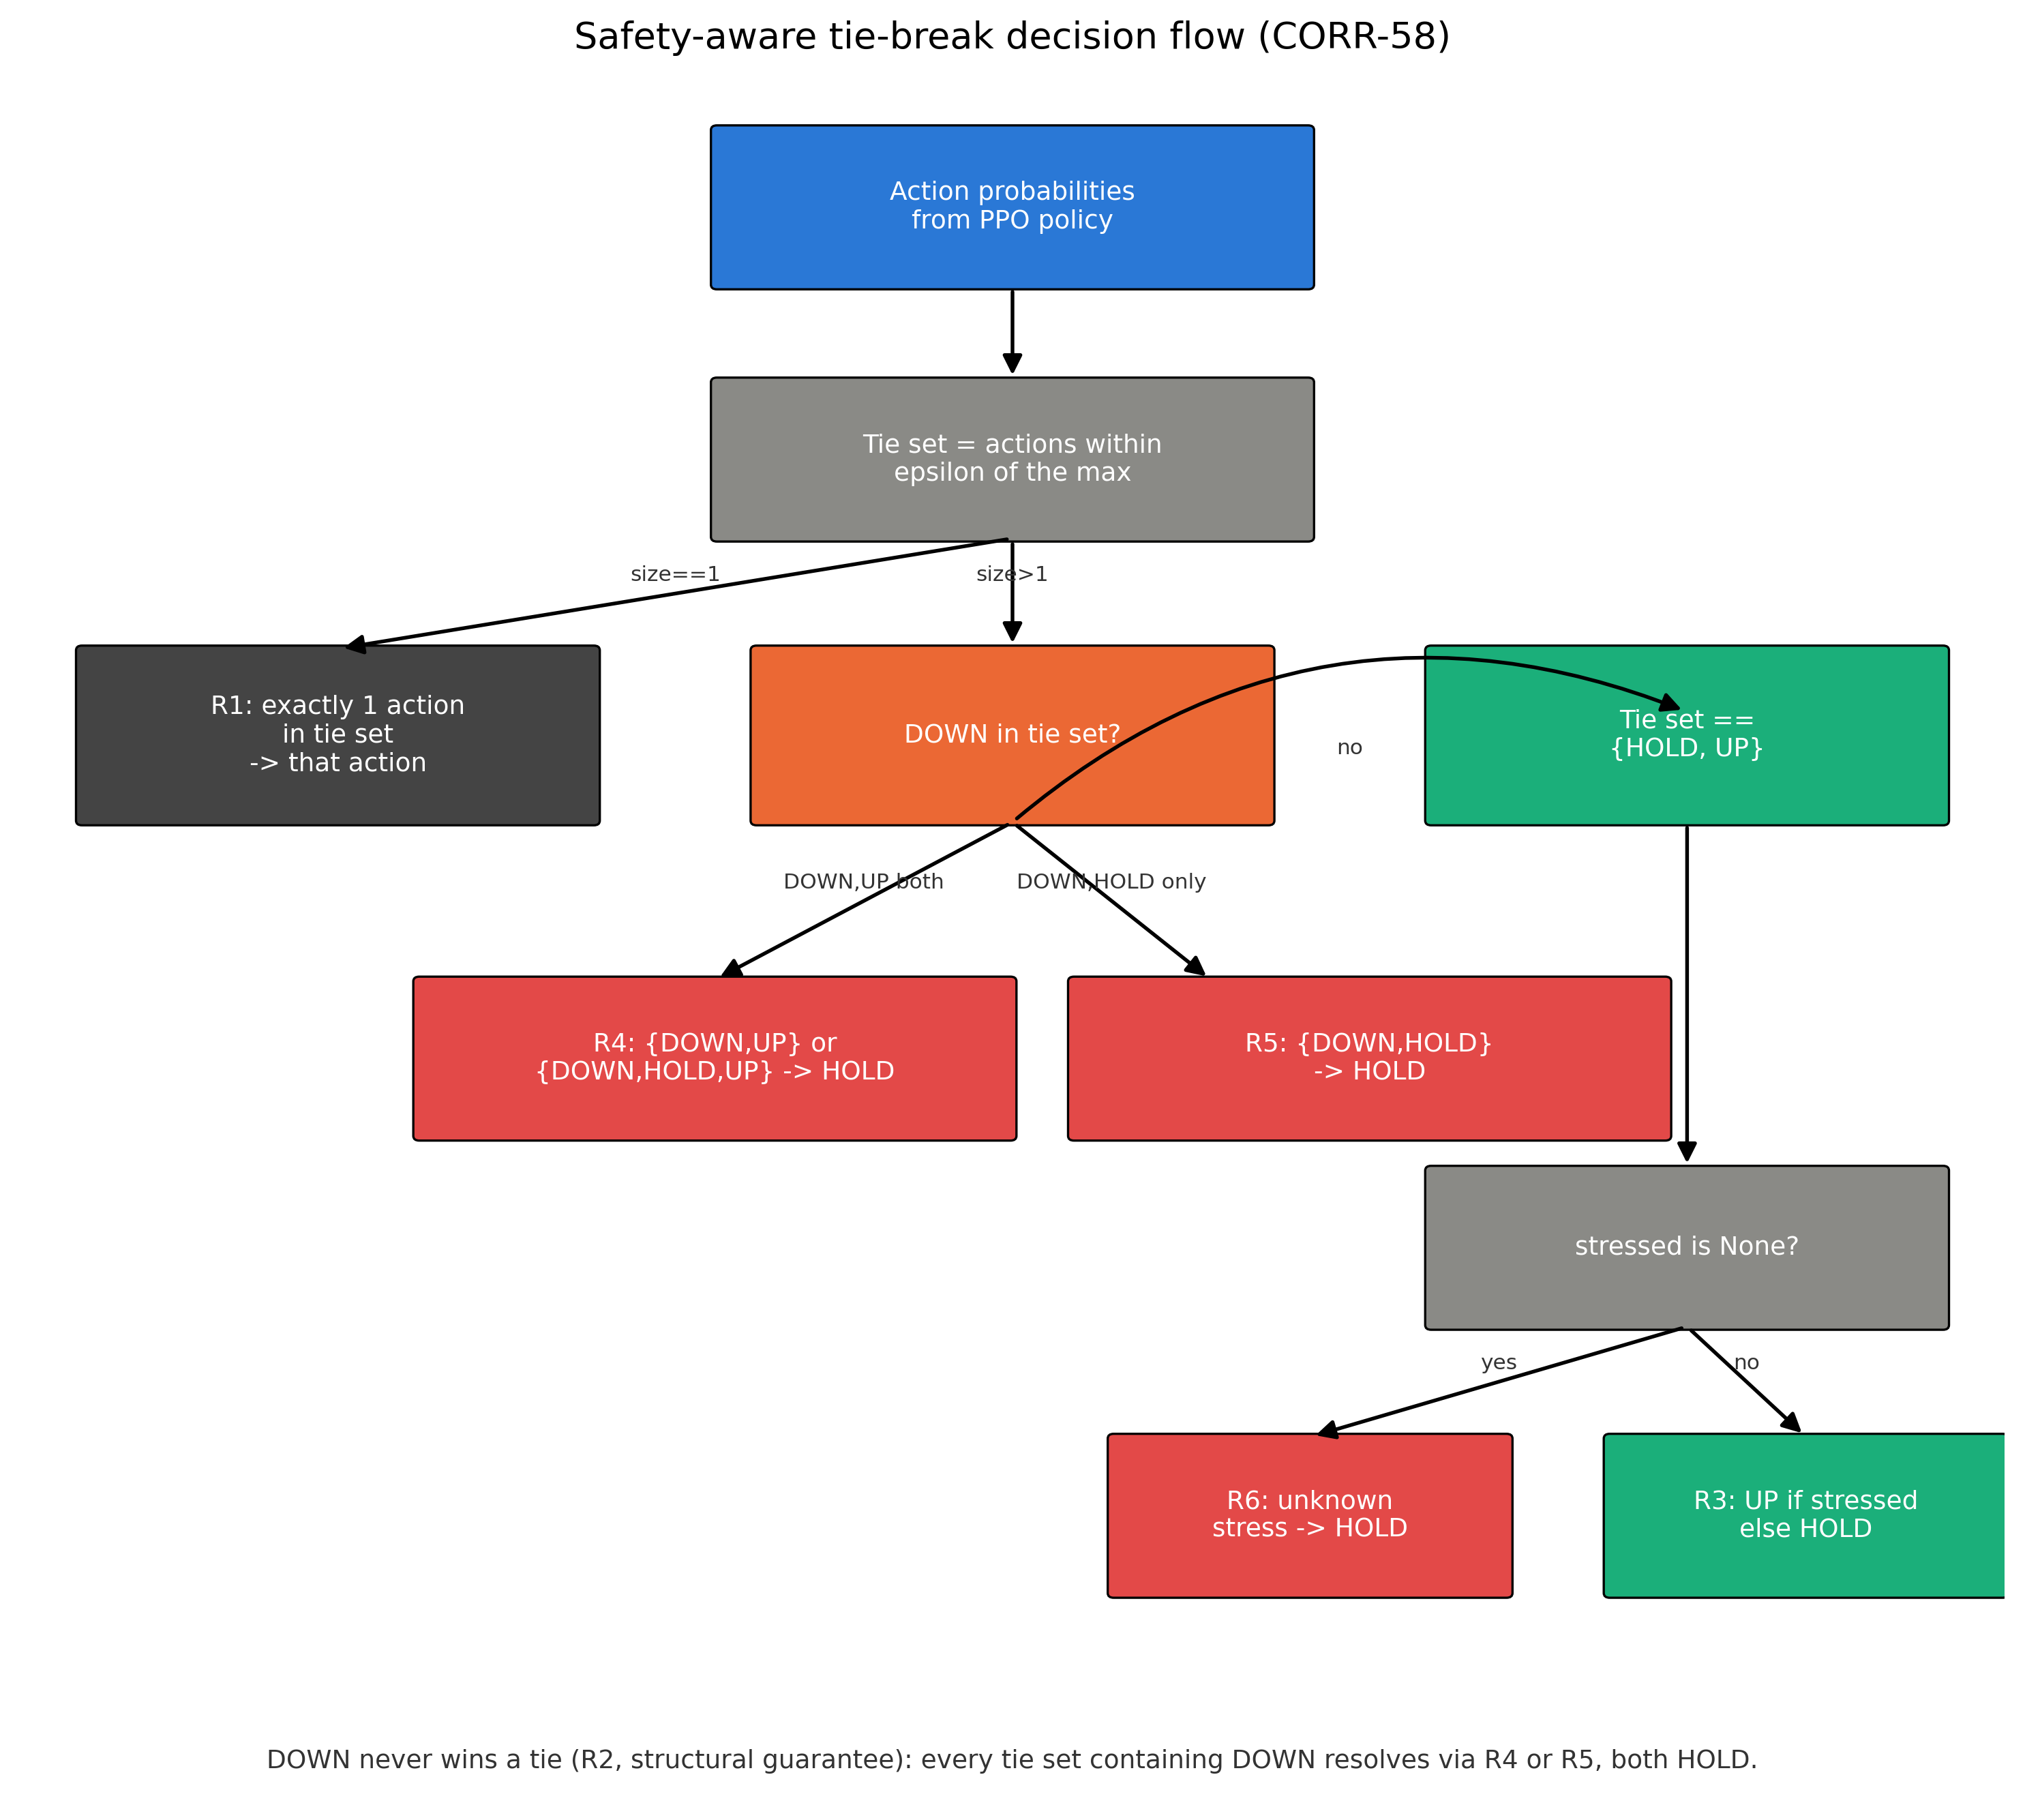 Safety-aware tie-break decision flow (CORR-58)
Action probabilities
from PPO policy
Tie set = actions within
epsilon of the max
size==1
size>1
R1: exactly 1 action
in tie set
-> that action
DOWN in tie set?
no
Tie set ==
{HOLD, UP}
DOWN,UP both
DOWN,HOLD only
R4: {DOWN,UP} or
{DOWN,HOLD,UP} -> HOLD
R5: {DOWN,HOLD}
-> HOLD
stressed is None?
yes
no
R6: unknown
stress -> HOLD
R3: UP if stressed
else HOLD
DOWN never wins a tie (R2, structural guarantee): every tie set containing DOWN resolves via R4 or R5, both HOLD.